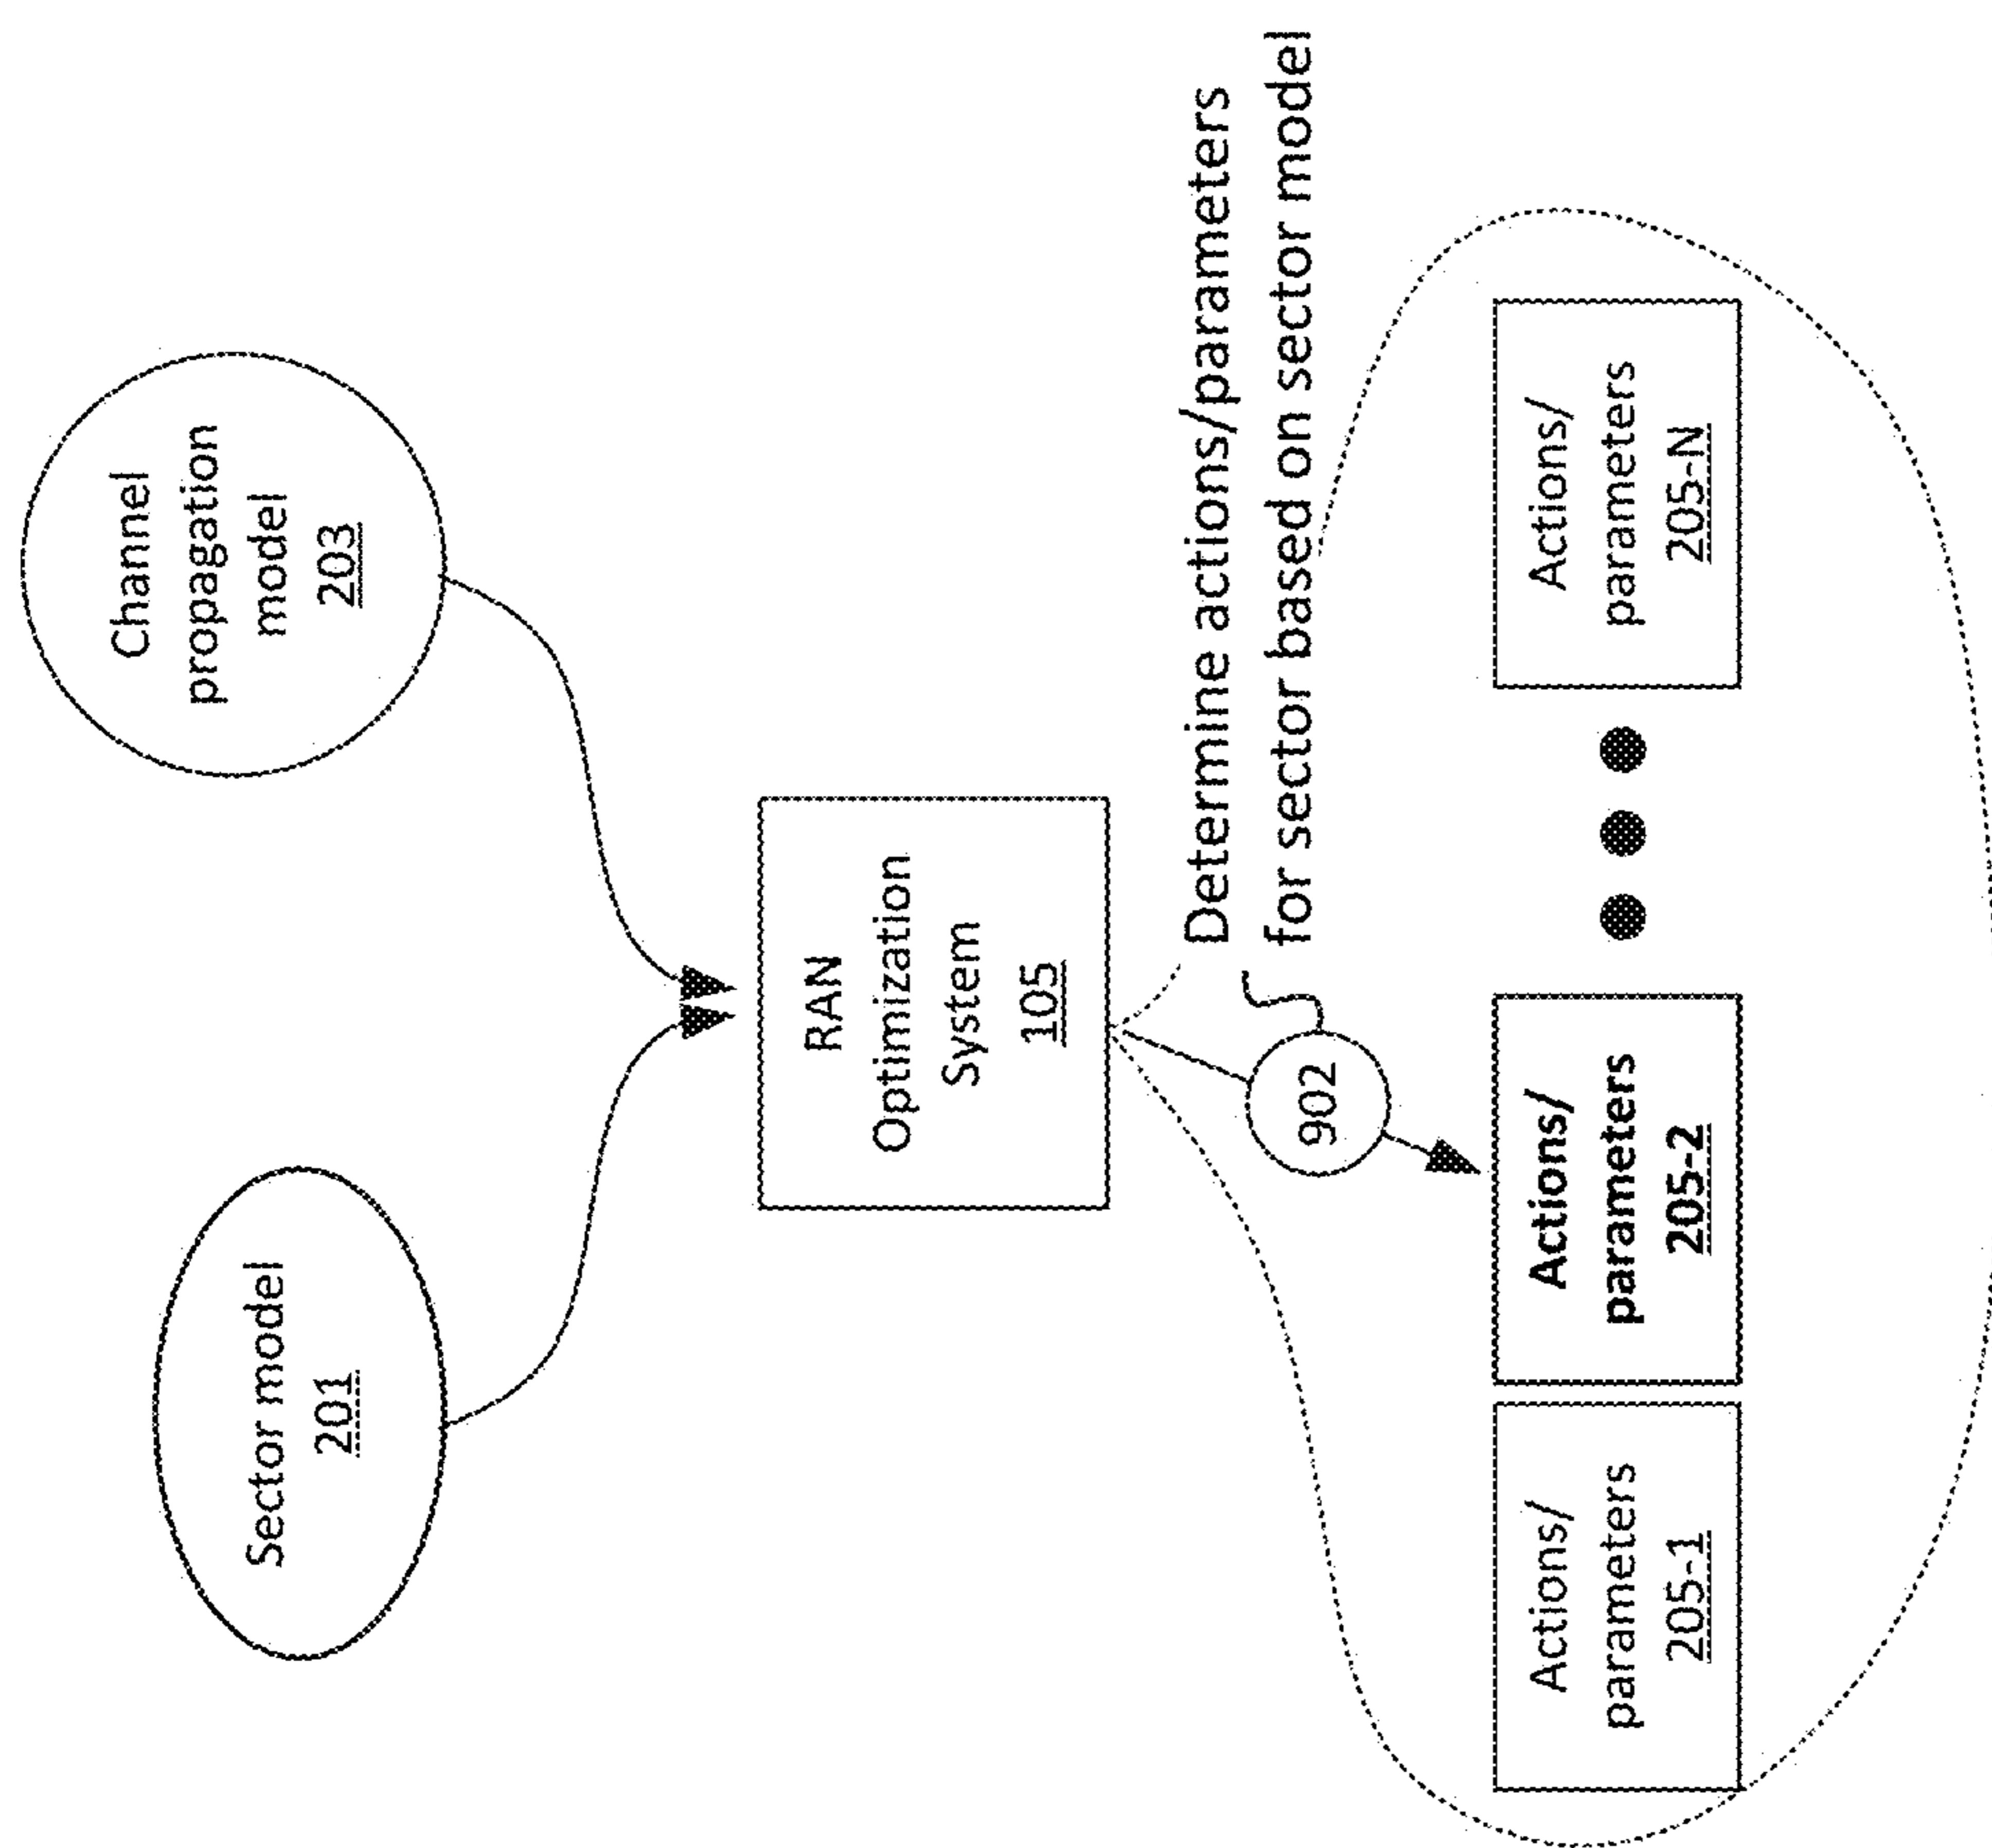 Sector model
201
Channel
propagation
model
203
RAN
Optimization
System
105
Determine actions/parameters
for sector based on sector model
902
Actions/
parameters
205-1
Actions/
parameters
205-2
Actions/
parameters
205-N